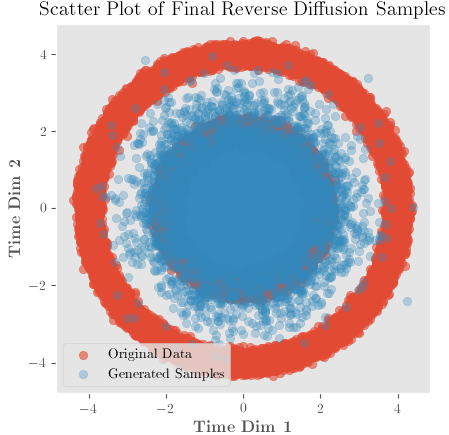 Scatter Plot of Final Reverse Diffusion Samples
4
2
0
−2
−4
Time Dim 2
Original Data
Generated Samples
−4 −2 0 2 4
Time Dim 1